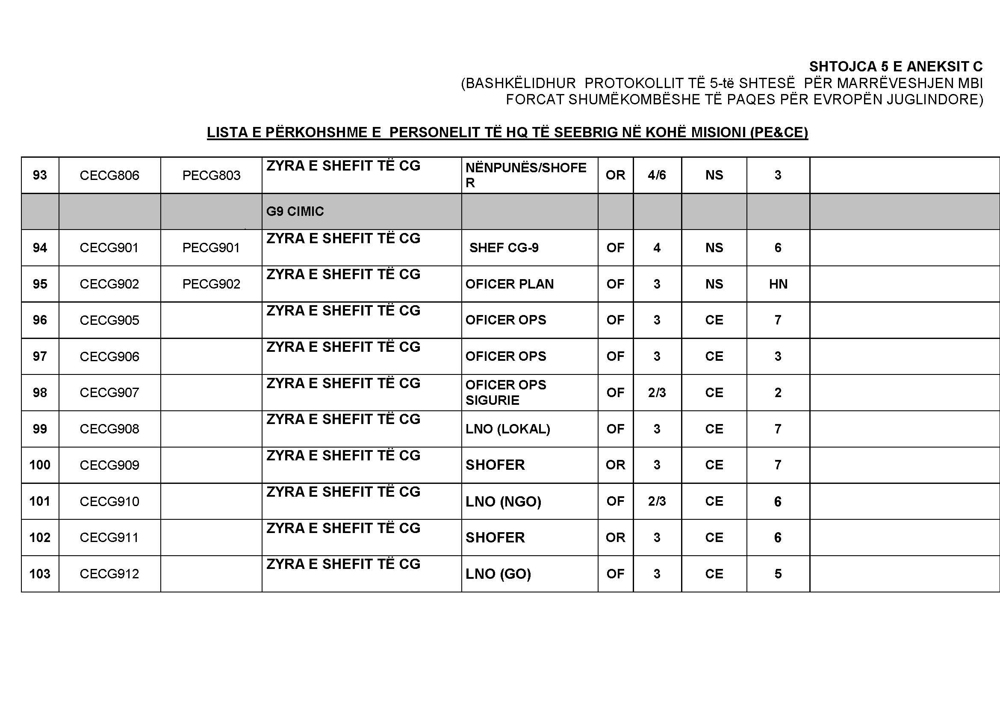 SHTOJCA 5 E ANEKSIT C
(BASHKËLIDHUR PROTOKOLLIT TË 5-të SHTESË PËR MARRËVESHJEN MBI
FORCAT SHUMËKOMBËSHE TË PAQES PËR EVROPËN JUGLINDORE)
LISTA E PËRKOHSHME E PERSONELIT TË HQ TË SEEBRIG NË KOHË MISIONI (PE&CE)
93 CECG806 PECG803 ZYRA E SHEFIT TË CG NËNPUNËS/SHOFE
R OR 4/6 NS 3
G9 CIMIC
94 CECG901 PECG901 ZYRA E SHEFIT TË CG SHEF CG-9 OF 4 NS 6
95 CECG902 PECG902 ZYRA E SHEFIT TË CG OFICER PLAN OF 3 NS HN
96 CECG905 ZYRA E SHEFIT TË CG OFICER OPS OF 3 CE 7
97 CECG906 ZYRA E SHEFIT TË CG OFICER OPS OF 3 CE 3
98 CECG907 ZYRA E SHEFIT TË CG OFICER OPS
SIGURIE OF 2/3 CE 2
99 CECG908 ZYRA E SHEFIT TË CG LNO (LOKAL) OF 3 CE 7
100 CECG909 ZYRA E SHEFIT TË CG SHOFER OR 3 CE 7
101 CECG910 ZYRA E SHEFIT TË CG LNO (NGO) OF 2/3 CE 6
102 CECG911 ZYRA E SHEFIT TË CG SHOFER OR 3 CE 6
103 CECG912 ZYRA E SHEFIT TË CG LNO (GO) OF 3 CE 5